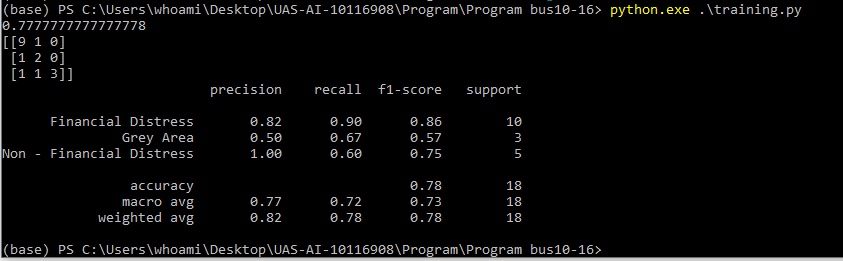 (base) PS C:\Users\whoami\Desktop\UAS-AI-10116908\Program\Program bus10-16> python.exe .\training.py
0.7777777777777778
[[9 1 0]
 [1 2 0]
 [1 1 3]]
                          precision    recall  f1-score   support

      Financial Distress       0.82      0.90      0.86        10
               Grey Area       0.50      0.67      0.57         3
Non - Financial Distress       1.00      0.60      0.75         5

                accuracy                           0.78        18
               macro avg       0.77      0.72      0.73        18
            weighted avg       0.82      0.78      0.78        18

(base) PS C:\Users\whoami\Desktop\UAS-AI-10116908\Program\Program bus10-16>